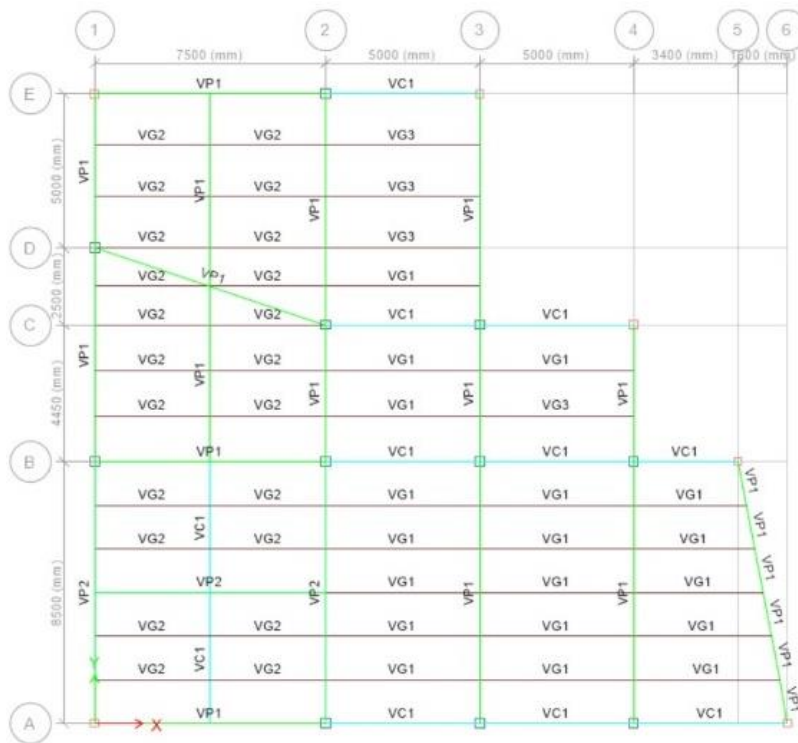 1 2 3 4 5 6
7500 (mm) 5000 (mm) 5000 (mm) 3400 (mm)
E VP1 VC1
VG2 VG2 VG3
5000 (mm) VP1 VP1 VP1 VP1
VG2 VG2 VG3
D VG2 VG2 VG3
2500 (mm) VG2 VP1 VG2 VG1
C VG2 VG2 VC1 VC1
VP1 VG2 VP1 VG2 VG1 VG1
4450 (mm) VP1 VP1 VP1
VG2 VG2 VG1 VG3
B VP1 VC1 VC1 VC1
VP1
VG2 VG2 VG1 VG1 VG1
VC1 VP1
VG2 VG2 VG1 VG1 VG1
VP1
8500 (mm) VP2 VP2 VP2 VG1 VP1 VG1 VP1 VG1
VP1
VG2 VG2 VG1 VG1 VG1
VC1 VP1
Y VG2 VG2 VG1 VG1 VG1
VP1
A X VP1 VC1 VC1 VC1